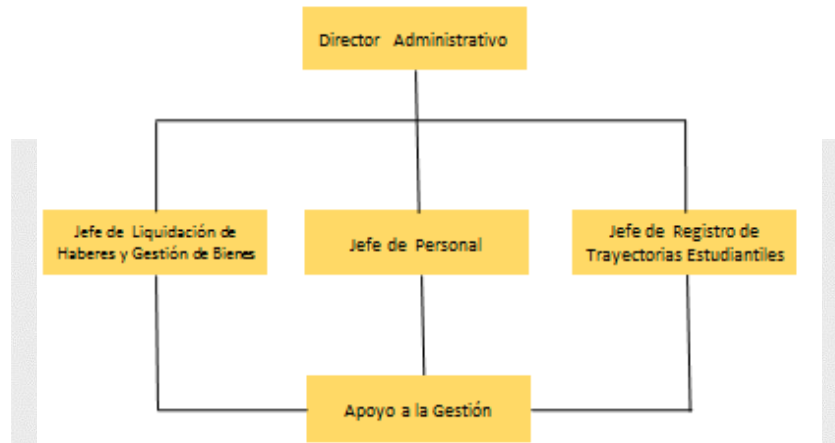 Director Administrativo
Jefe de Liquidación de
Haberes y Gestión de Bienes
Jefe de Personal
Jefe de Registro de
Trayectorias Estudiantiles
Apoyo a la Gestión